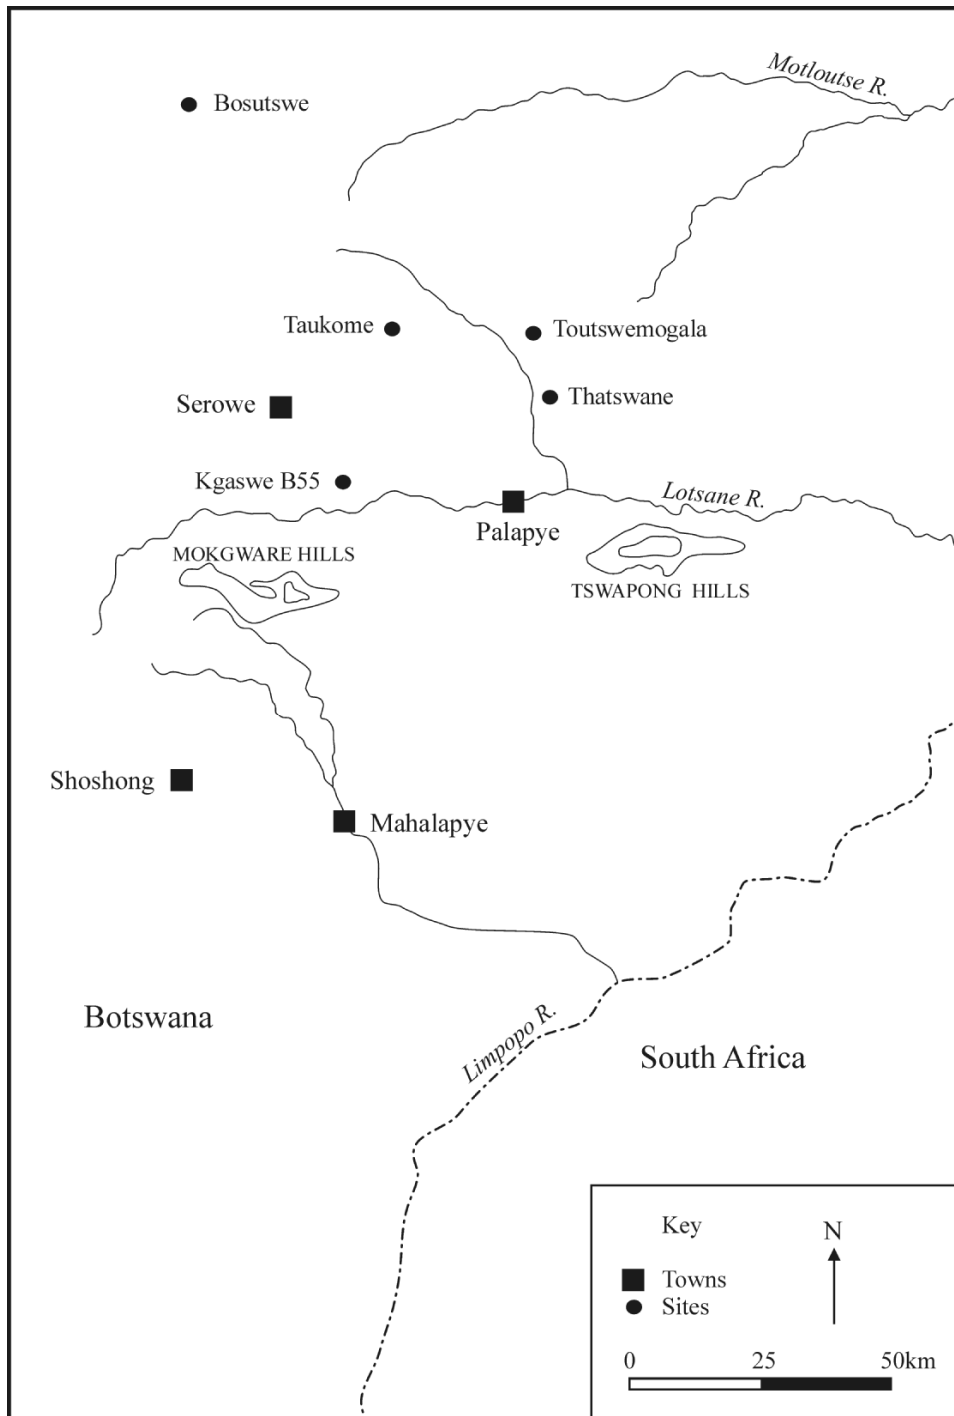 Motloutse R.
Bosutswe
Taukome
Toutswemogala
Thatswane
Serowe
Kgaswe B55
Lotsane R.
Palapye
MOKGWARE HILLS
TSWAPONG HILLS
Shoshong
Mahalapye
Botswana
Limpopo R.
South Africa
Key
N
Towns
Sites
0 25 50km